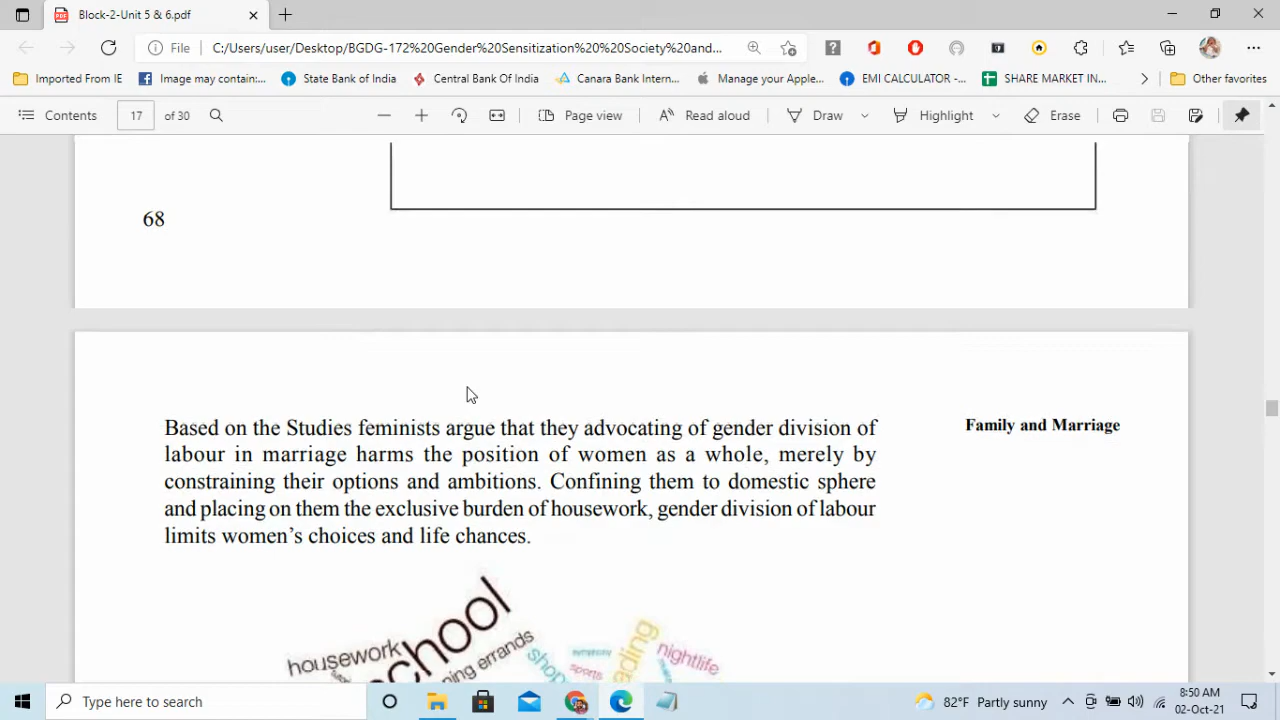 Block-2-Unit 5 & 6.pdf
File
C:/Users/user/Desktop/BGDG-172%20Gender%20Sensitization%20%20Society%20and...
Imported From IE
Image may contain:...
State Bank of India
Central Bank Of India
Canara Bank Intern...
Manage your Apple...
EMI CALCULATOR -...
SHARE MARKET IN...
Other favorites
Contents
17
of 30
Page view
Read aloud
Draw
Highlight
Erase
68
Family and Marriage
Based on the Studies feminists argue that they advocating of gender division of
labour in marriage harms the position of women as a whole, merely by
constraining their options and ambitions. Confining them to domestic sphere
and placing on them the exclusive burden of housework, gender division of labour
limits women's choices and life chances.
housework
errands
symphony
sports
nightlife
Type here to search
82°F Partly sunny
8:50 AM
02-Oct-21